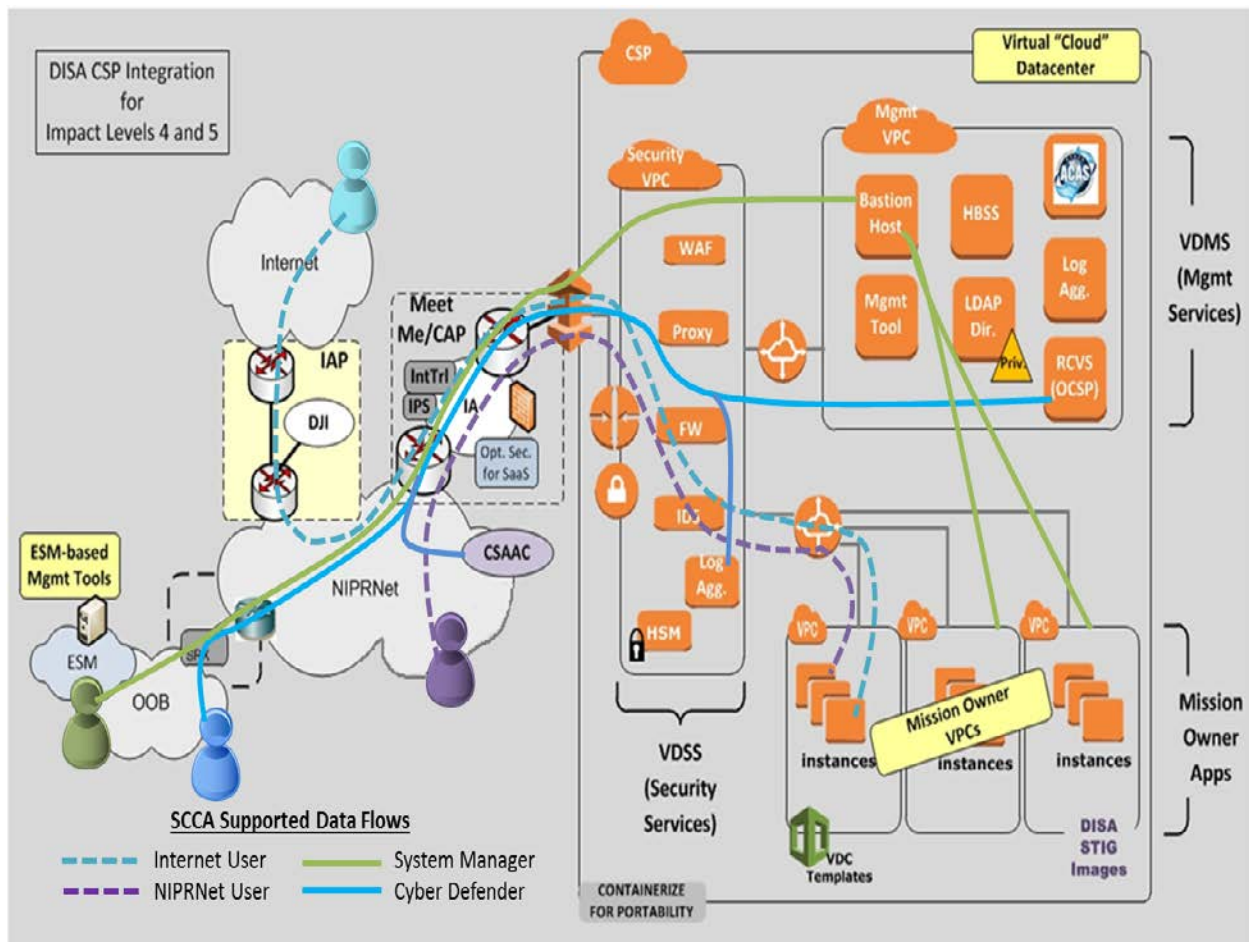 DISA CSP Integration
for
Impact Levels 4 and 5
CSP
Virtual “Cloud”
Datacenter
Mgmt
VPC
Security
VPC
ACAS
Bastion
Host
HBSS
WAF
Log
Agg.
Mgmt
Tool
LDAP
Dir.
Priv.
Proxy
RCVS
(OCSP)
VDMS
(Mgmt
Services)
Internet
Meet
Me/CAP
IAP
IntTrl
IPS
IA
DJI
Opt. Sec.
for SaaS
FW
IDS
CSAAC
ESM-based
Mgmt Tools
NIPRNet
Log
Agg.
HSM
ESM
OOB
VPC
VPC
VPC
Mission Owner
VPCs
instances
instances
instances
Mission
Owner
Apps
VDSS
(Security
Services)
VDC
Templates
DISA
STIG
Images
SCCA Supported Data Flows
Internet User
System Manager
NIPRNet User
Cyber Defender
CONTAINERIZE
FOR PORTABILITY